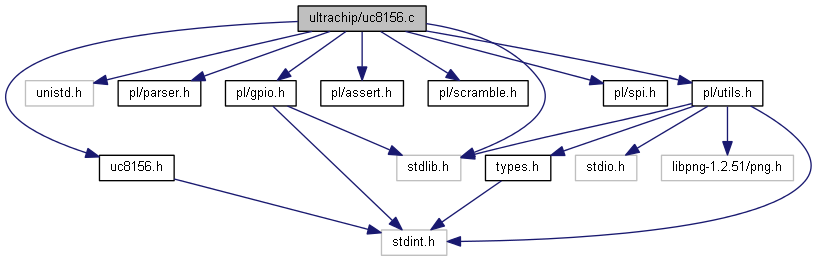 ultrachip/uc8156.c
unistd.h
pl/parser.h
pl/gpio.h
pl/assert.h
pl/scramble.h
pl/spi.h
pl/utils.h
uc8156.h
stdlib.h
types.h
stdio.h
libpng-1.2.51/png.h
stdint.h